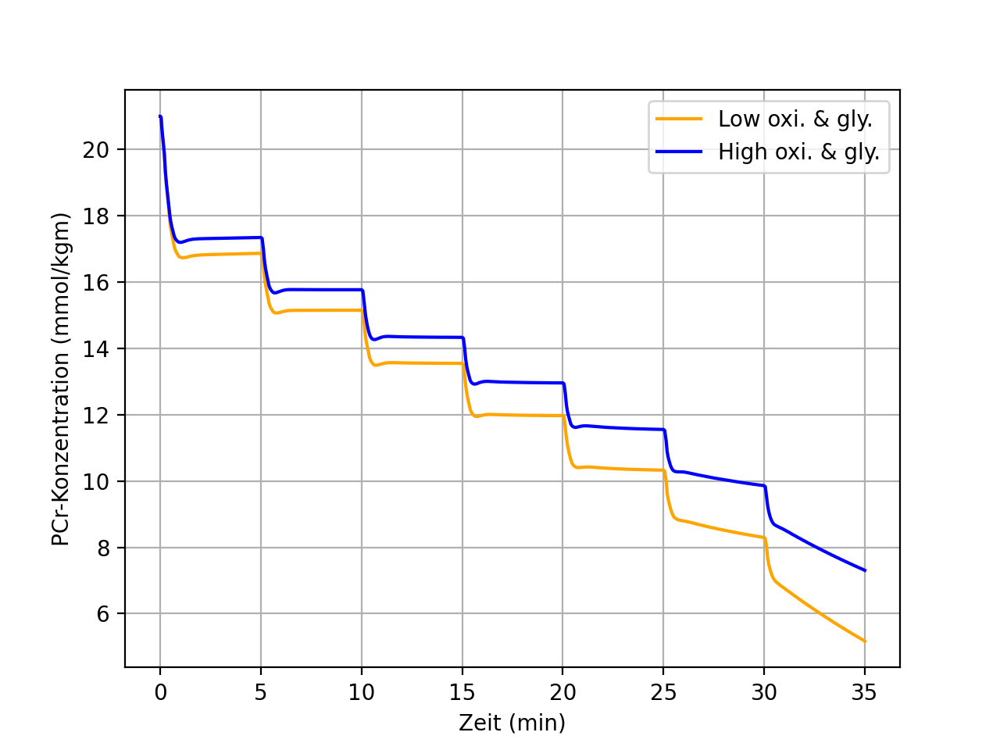 Low oxi. & gly.
High oxi. & gly.
20
18
16
14
12
10
8
6
PCr-Konzentration (mmol/kgm)
0 5 10 15 20 25 30 35
Zeit (min)